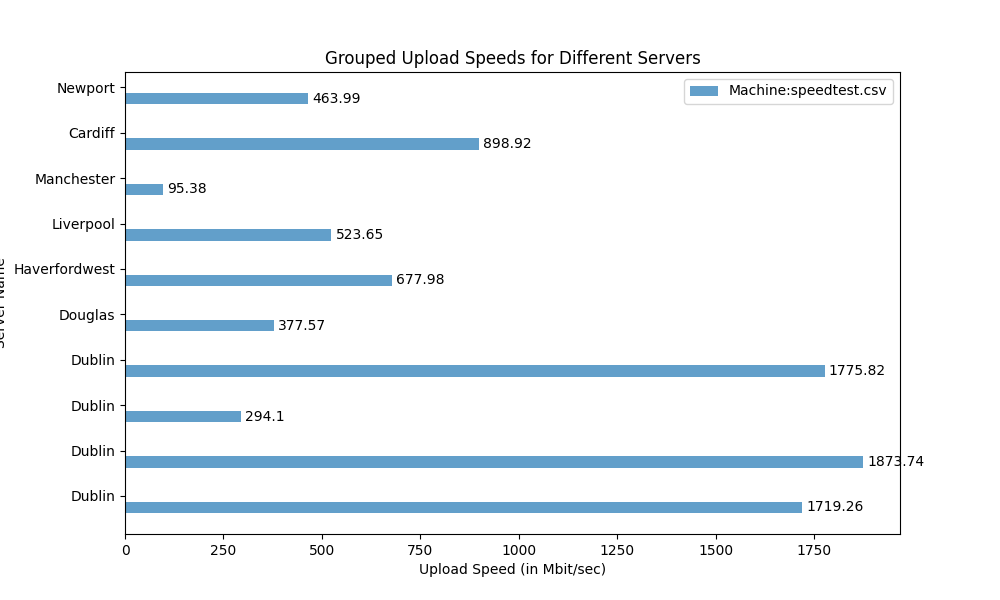 Grouped Upload Speeds for Different Servers
Machine:speedtest.csv
Newport
463.99
Cardiff
898.92
Manchester
95.38
Liverpool
523.65
Haverfordwest
677.98
Douglas
377.57
Dublin
1775.82
Dublin
294.1
Dublin
1873.74
Dublin
1719.26
Server Name
0 250 500 750 1000 1250 1500 1750
Upload Speed (in Mbit/sec)